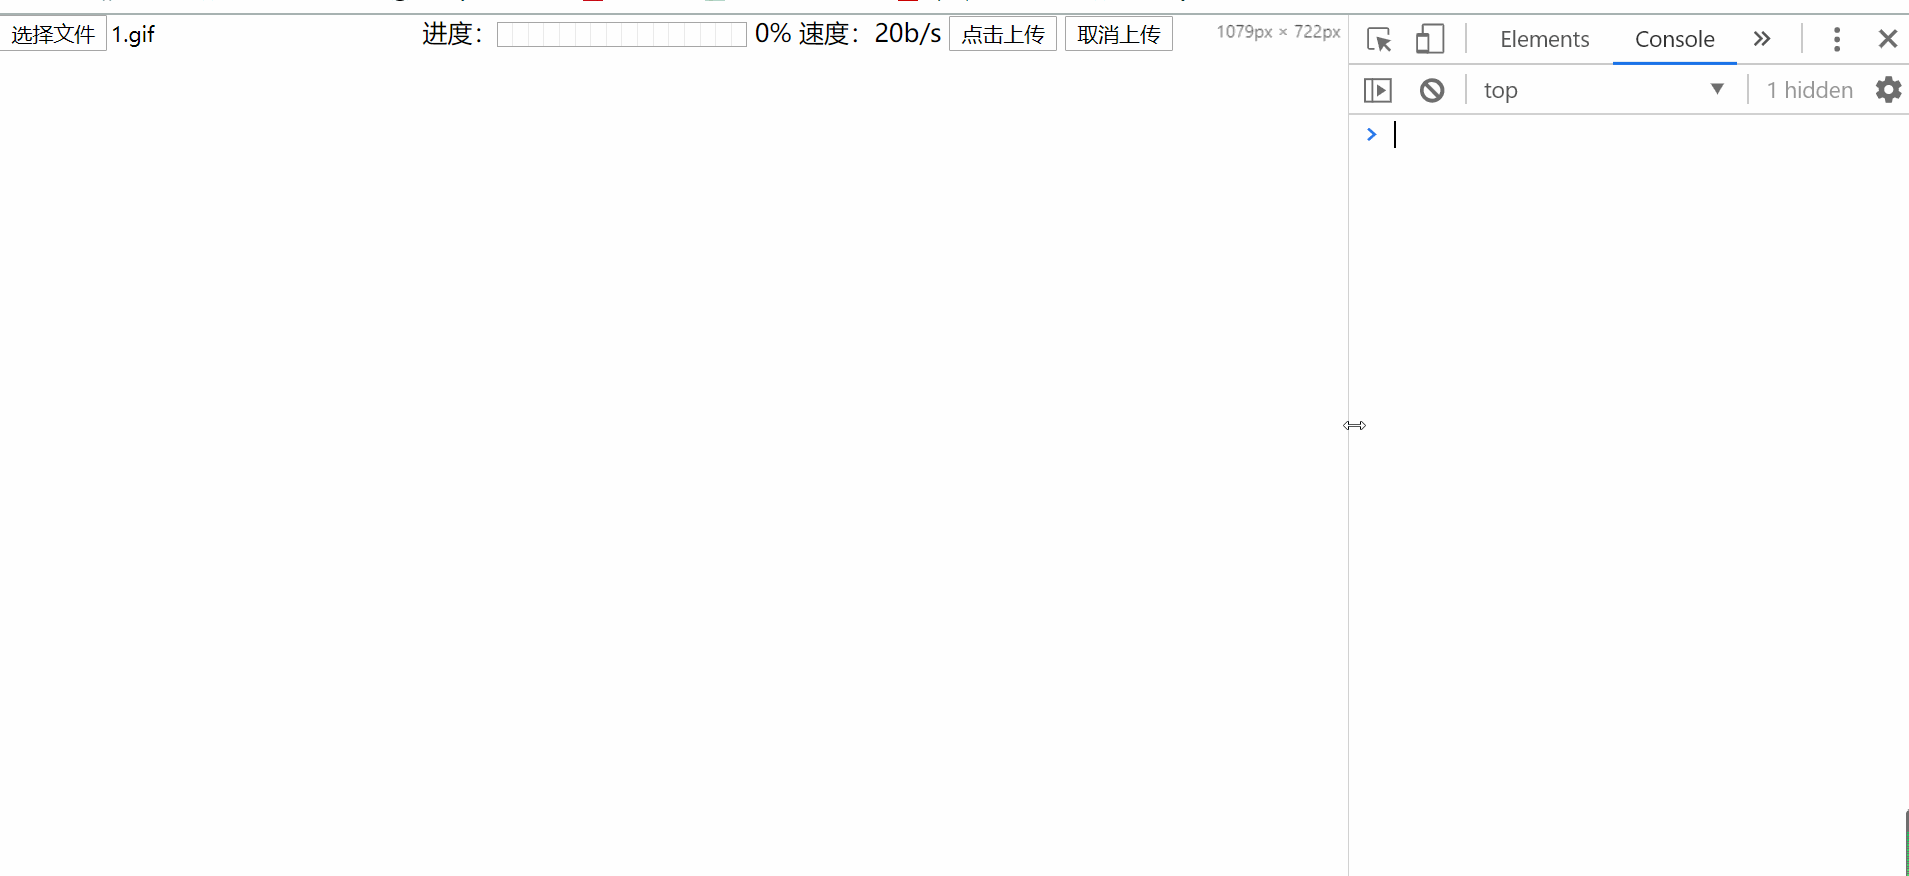 选择文件 1.gif 进度： 0% 速度：20b/s 点击上传 取消上传 1079px × 722px
Elements Console
top 1 hidden